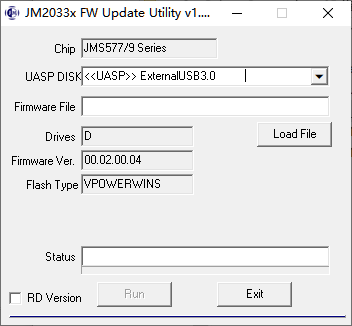 JM2033x FW Update Utility v1....
Chip JMS577/9 Series
UASP DISK <<UASP>> ExternalUSB3.0
Firmware File
Load File
Drives D
Firmware Ver. 00.02.00.04
Flash Type VPOWERWINS
Status
RD Version Run Exit